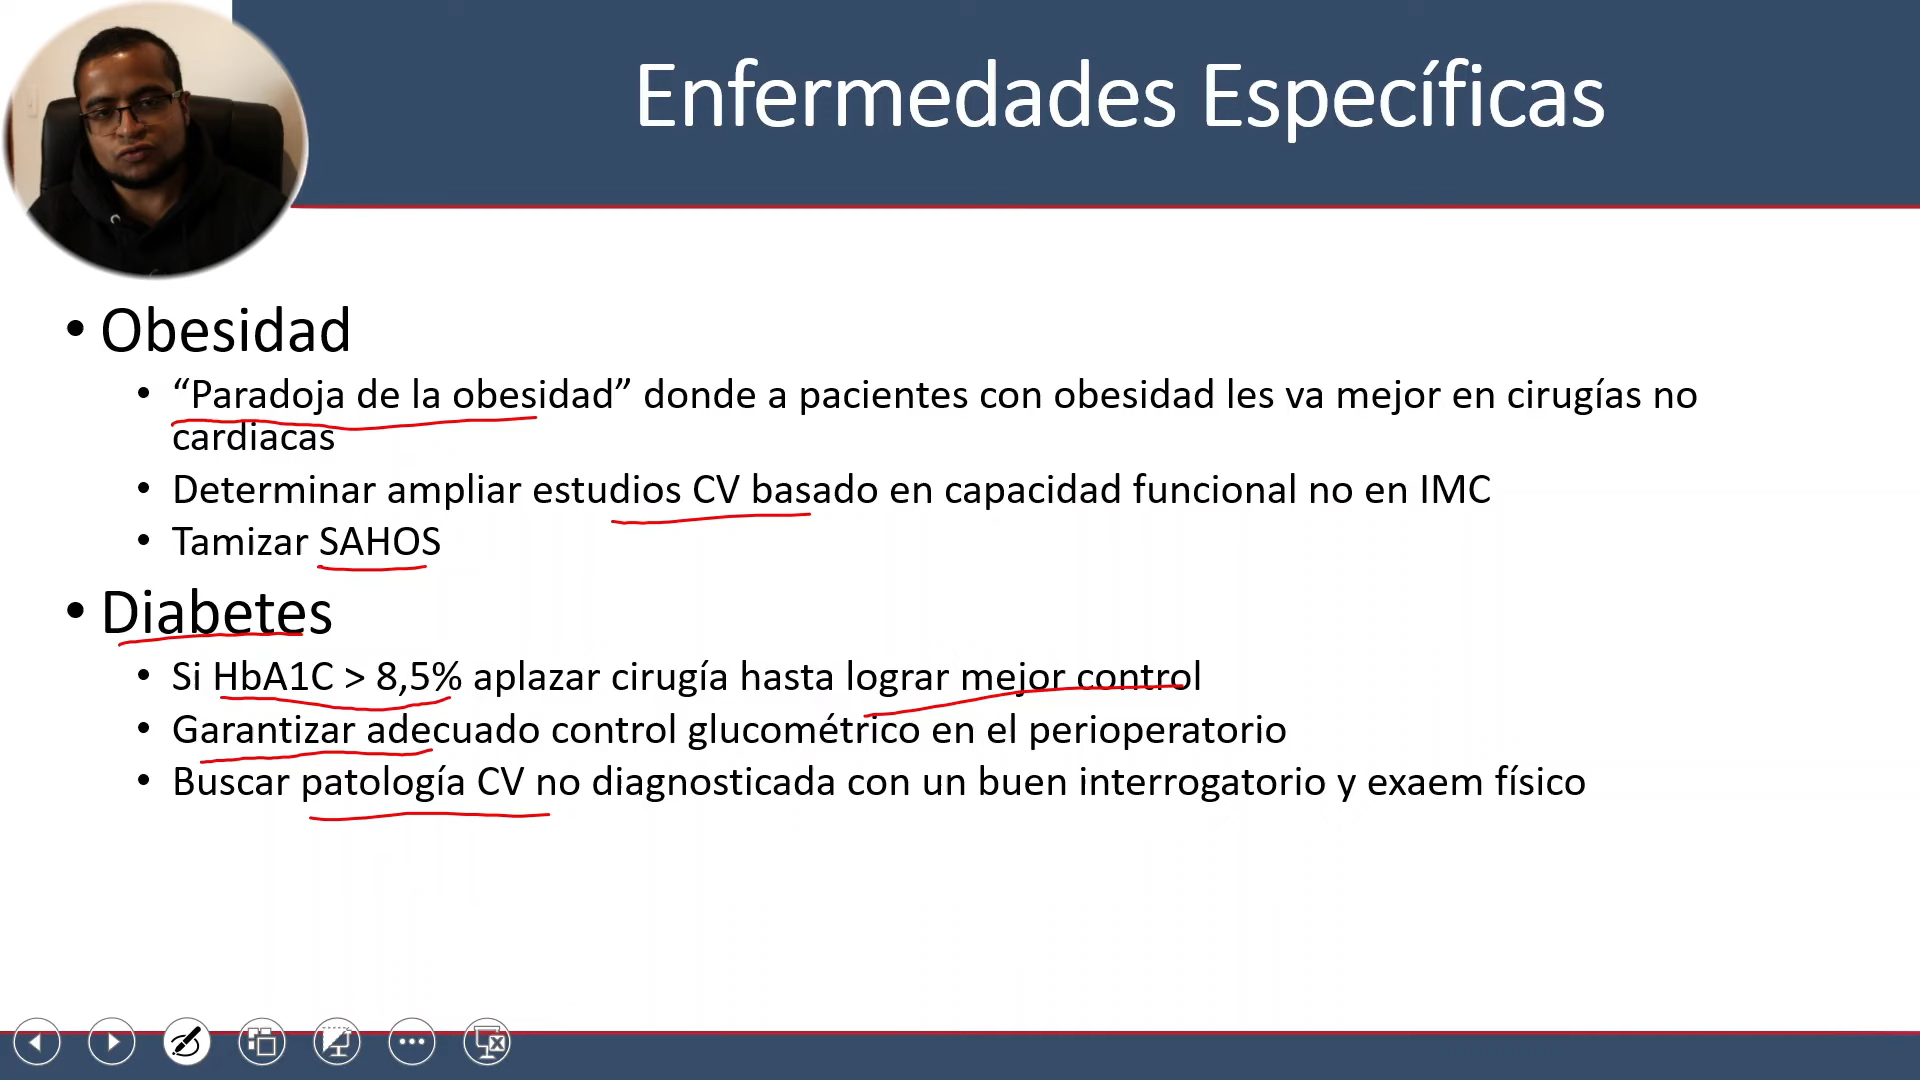 Enfermedades Específicas
• Obesidad
• “Paradoja de la obesidad” donde a pacientes con obesidad les va mejor en cirugías no
cardiacas
• Determinar ampliar estudios CV basado en capacidad funcional no en IMC
• Tamizar SAHOS
• Diabetes
• Si HbA1C > 8,5% aplazar cirugía hasta lograr mejor control
• Garantizar adecuado control glucométrico en el perioperatorio
• Buscar patología CV no diagnosticada con un buen interrogatorio y exaem físico